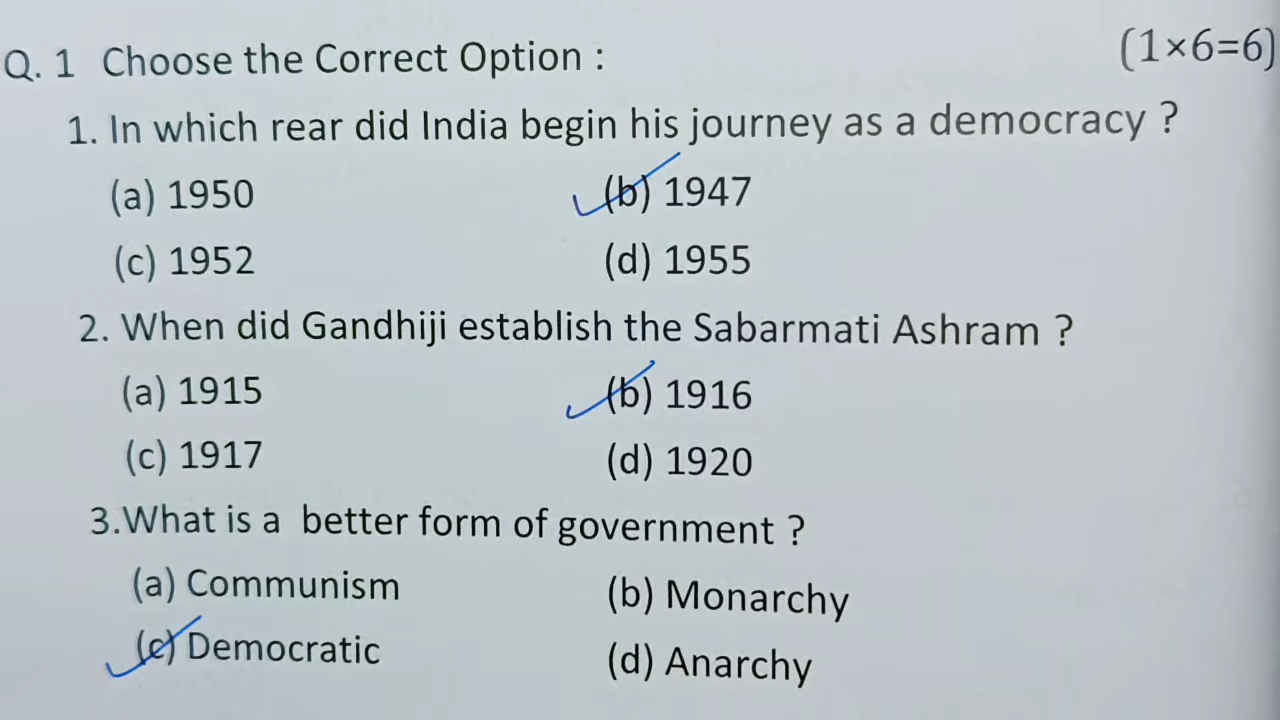 Q. 1 Choose the Correct Option : (1×6=6)
1. In which rear did India begin his journey as a democracy ?
(a) 1950 (b) 1947
(c) 1952 (d) 1955
2. When did Gandhiji establish the Sabarmati Ashram ?
(a) 1915 (b) 1916
(c) 1917 (d) 1920
3.What is a better form of government ?
(a) Communism (b) Monarchy
(c) Democratic (d) Anarchy